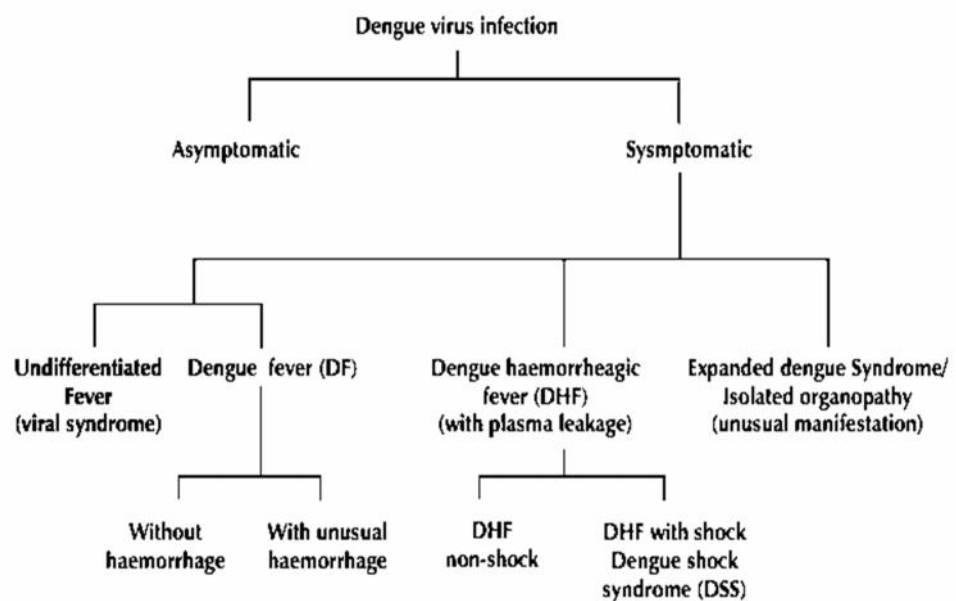 Dengue virus infection
Asymptomatic
Sysmptomatic
Undifferentiated
Fever
(viral syndrome)
Dengue fever (DF)
Dengue haemorrheagic
fever (DHF)
(with plasma leakage)
Expanded dengue Syndrome/
Isolated organopathy
(unusual manifestation)
Without
haemorrhage
With unusual
haemorrhage
DHF
non-shock
DHF with shock
Dengue shock
syndrome (DSS)